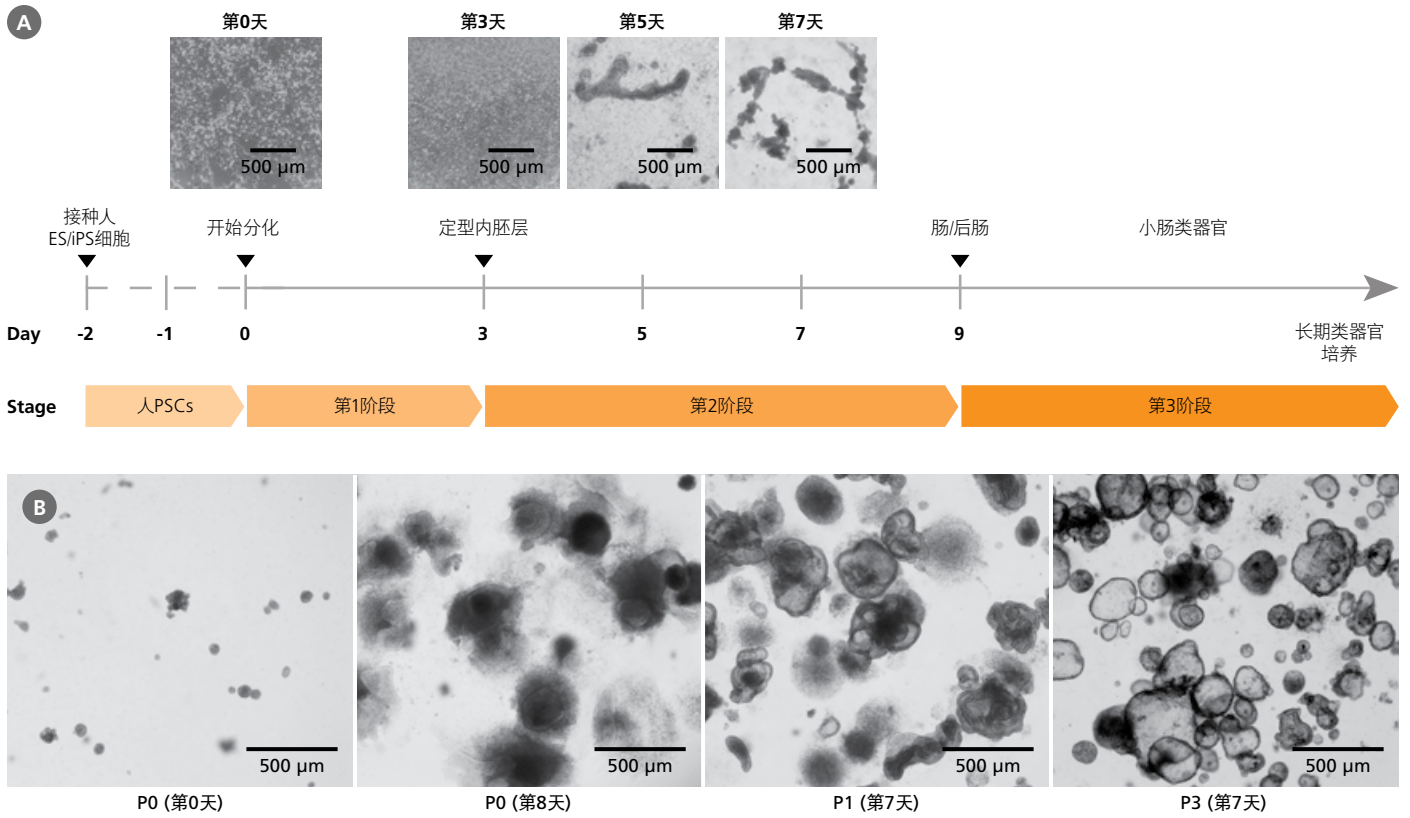 A
第0天
第3天
第5天
第7天
500 μm
500 μm
500 μm
500 μm
接种人
ES/iPS细胞
开始分化
定型内胚层
肠/后肠
小肠类器官
Day
-2
-1
0
3
5
7
9
长期类器官
培养
Stage
人PSCs
第1阶段
第2阶段
第3阶段
B
500 μm
500 μm
500 μm
500 μm
P0 (第0天)
P0 (第8天)
P1 (第7天)
P3 (第7天)